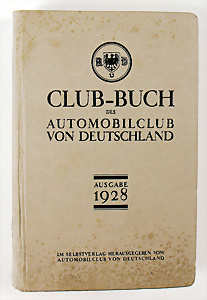 CLUB-BUCH
DES
AUTOMOBILCLUB
VON DEUTSCHLAND
AUSGABE
1928
IM SELBSTVERLAG HERAUSGEGEBEN VOM
AUTOMOBILCLUB VON DEUTSCHLAND